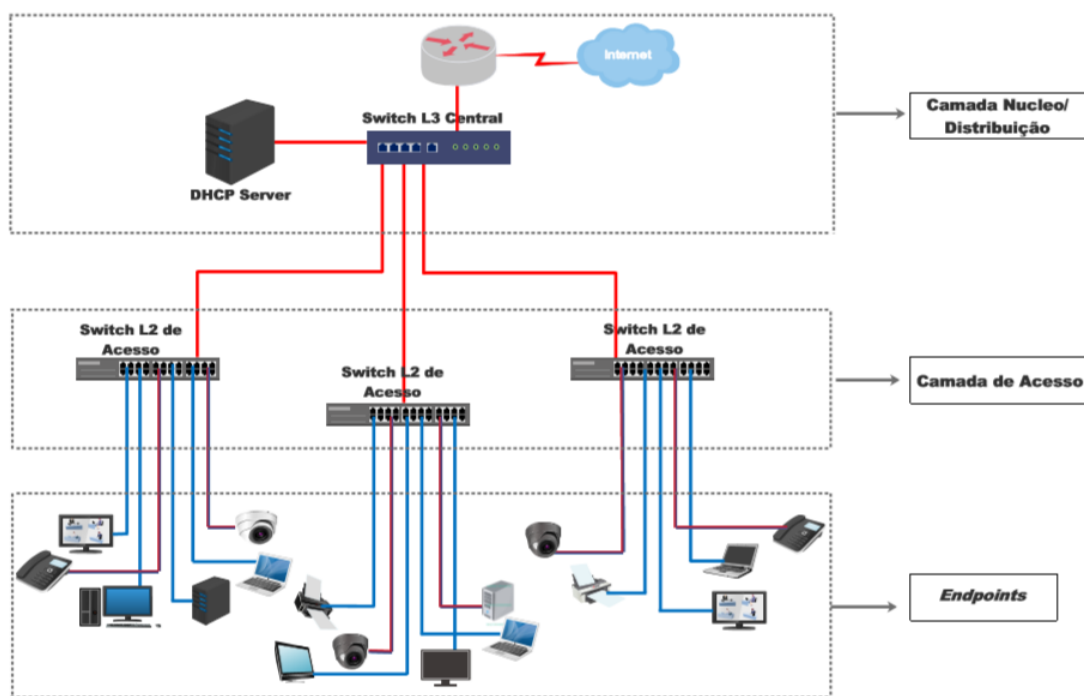 Internet
Switch L3 Central
Camada Nucleo/
Distribuição
DHCP Server
Switch L2 de
Acesso
Switch L2 de
Acesso
Switch L2 de
Acesso
Camada de Acesso
Endpoints